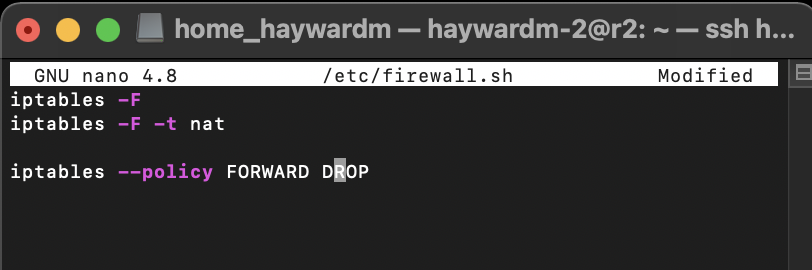 home_haywardm — haywardm-2@r2: ~ — ssh h...
GNU nano 4.8 /etc/firewall.sh Modified
iptables -F
iptables -F -t nat
iptables --policy FORWARD DROP